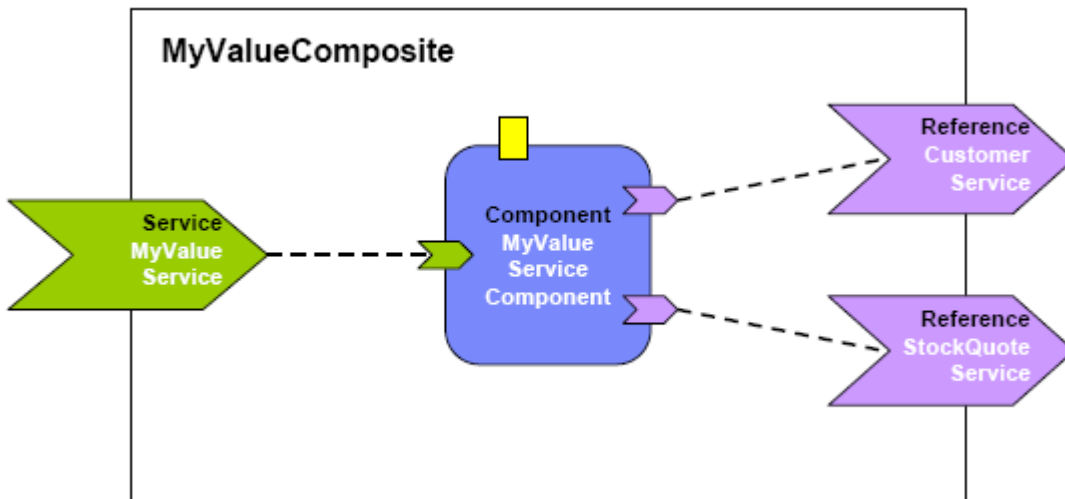 MyValueComposite
Service
MyValue
Service
Component
MyValue
Service
Component
Reference
Customer
Service
Reference
StockQuote
Service